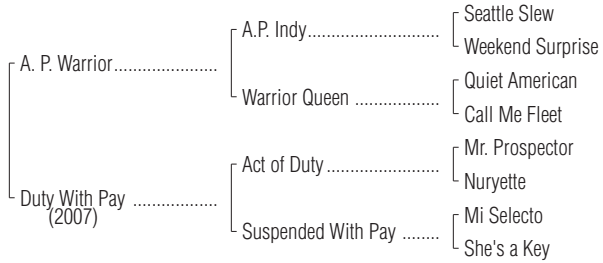 Seattle Slew
A.P. Indy..............................
Weekend Surprise
A. P. Warrior.......................
Quiet American
Warrior Queen ...................
Call Me Fleet
Mr. Prospector
Act of Duty.........................
Nuryette
Duty With Pay ...................
(2007)
Mi Selecto
Suspended With Pay ........
She's a Key